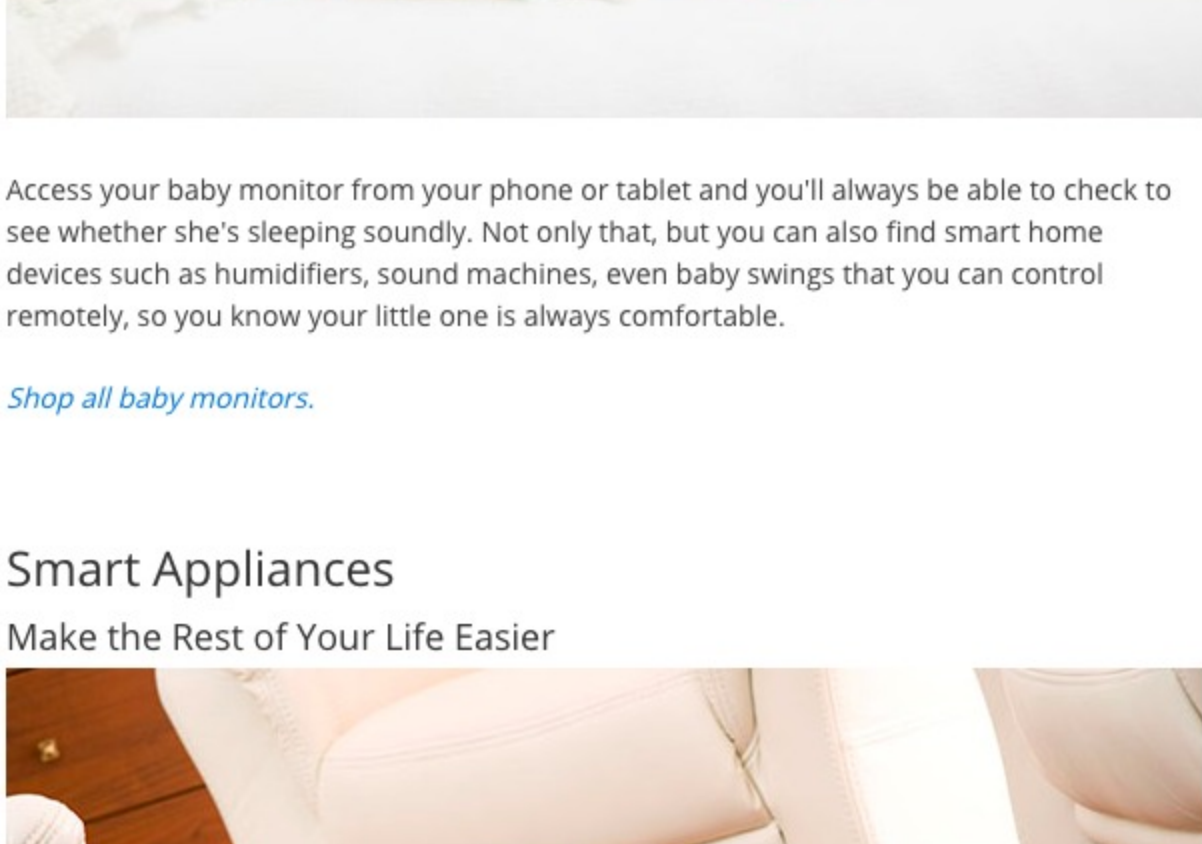 Access your baby monitor from your phone or tablet and you'll always be able to check to
see whether she's sleeping soundly. Not only that, but you can also find smart home
devices such as humidifiers, sound machines, even baby swings that you can control
remotely, so you know your little one is always comfortable.
Shop all baby monitors.
Smart Appliances
Make the Rest of Your Life Easier